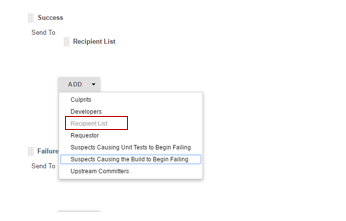 Success
Send To
Recipient List
ADD
Culprits
Developers
Recipient List
Requestor
Suspects Causing Unit Tests to Begin Failing
Suspects Causing the Build to Begin Failing
Upstream Committers
Failure
Send To